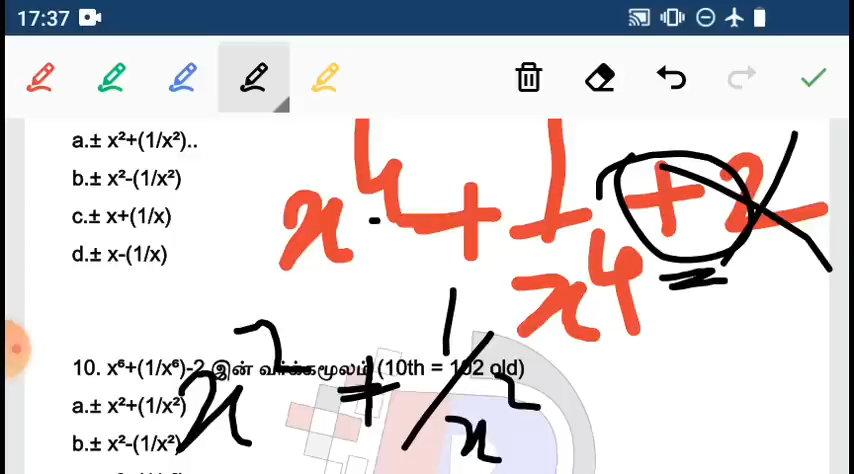 17:37
a.± x²+(1/x²)..
b.± x²-(1/x²)
c.± x+(1/x)
d.± x-(1/x)
x⁴ + 1/x⁴ + 2
10. x⁶+(1/x⁶)-2 இன் வர்க்கமூலம் (10th = 102 old)
a.± x²+(1/x²)
b.± x²-(1/x²)
x² + 1/x²